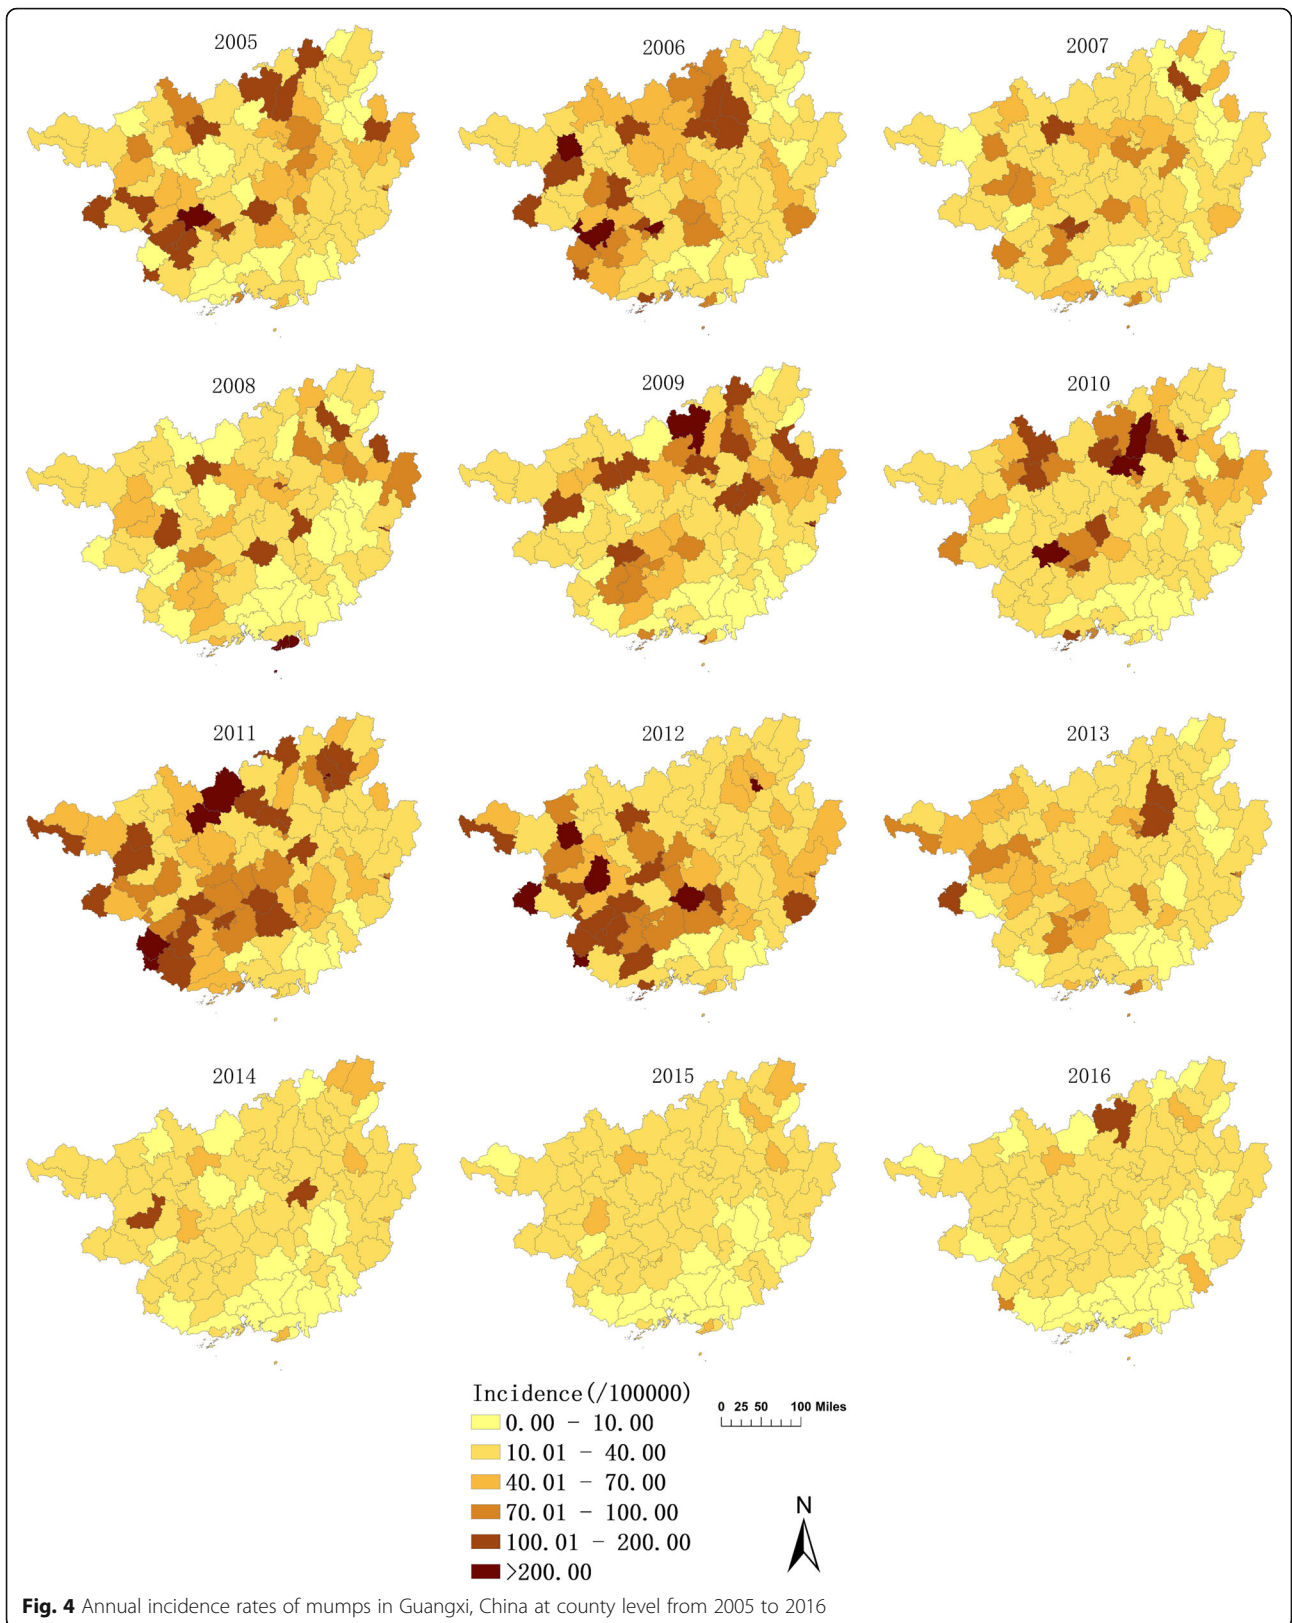 2005
2006
2007
2008
2009
2010
2011
2012
2013
2014
2015
2016
Incidence(/100000)
0.00 - 10.00
10.01 - 40.00
40.01 - 70.00
70.01 - 100.00
100.01 - 200.00
>200.00
0 25 50 100 Miles
N
Fig. 4 Annual incidence rates of mumps in Guangxi, China at county level from 2005 to 2016